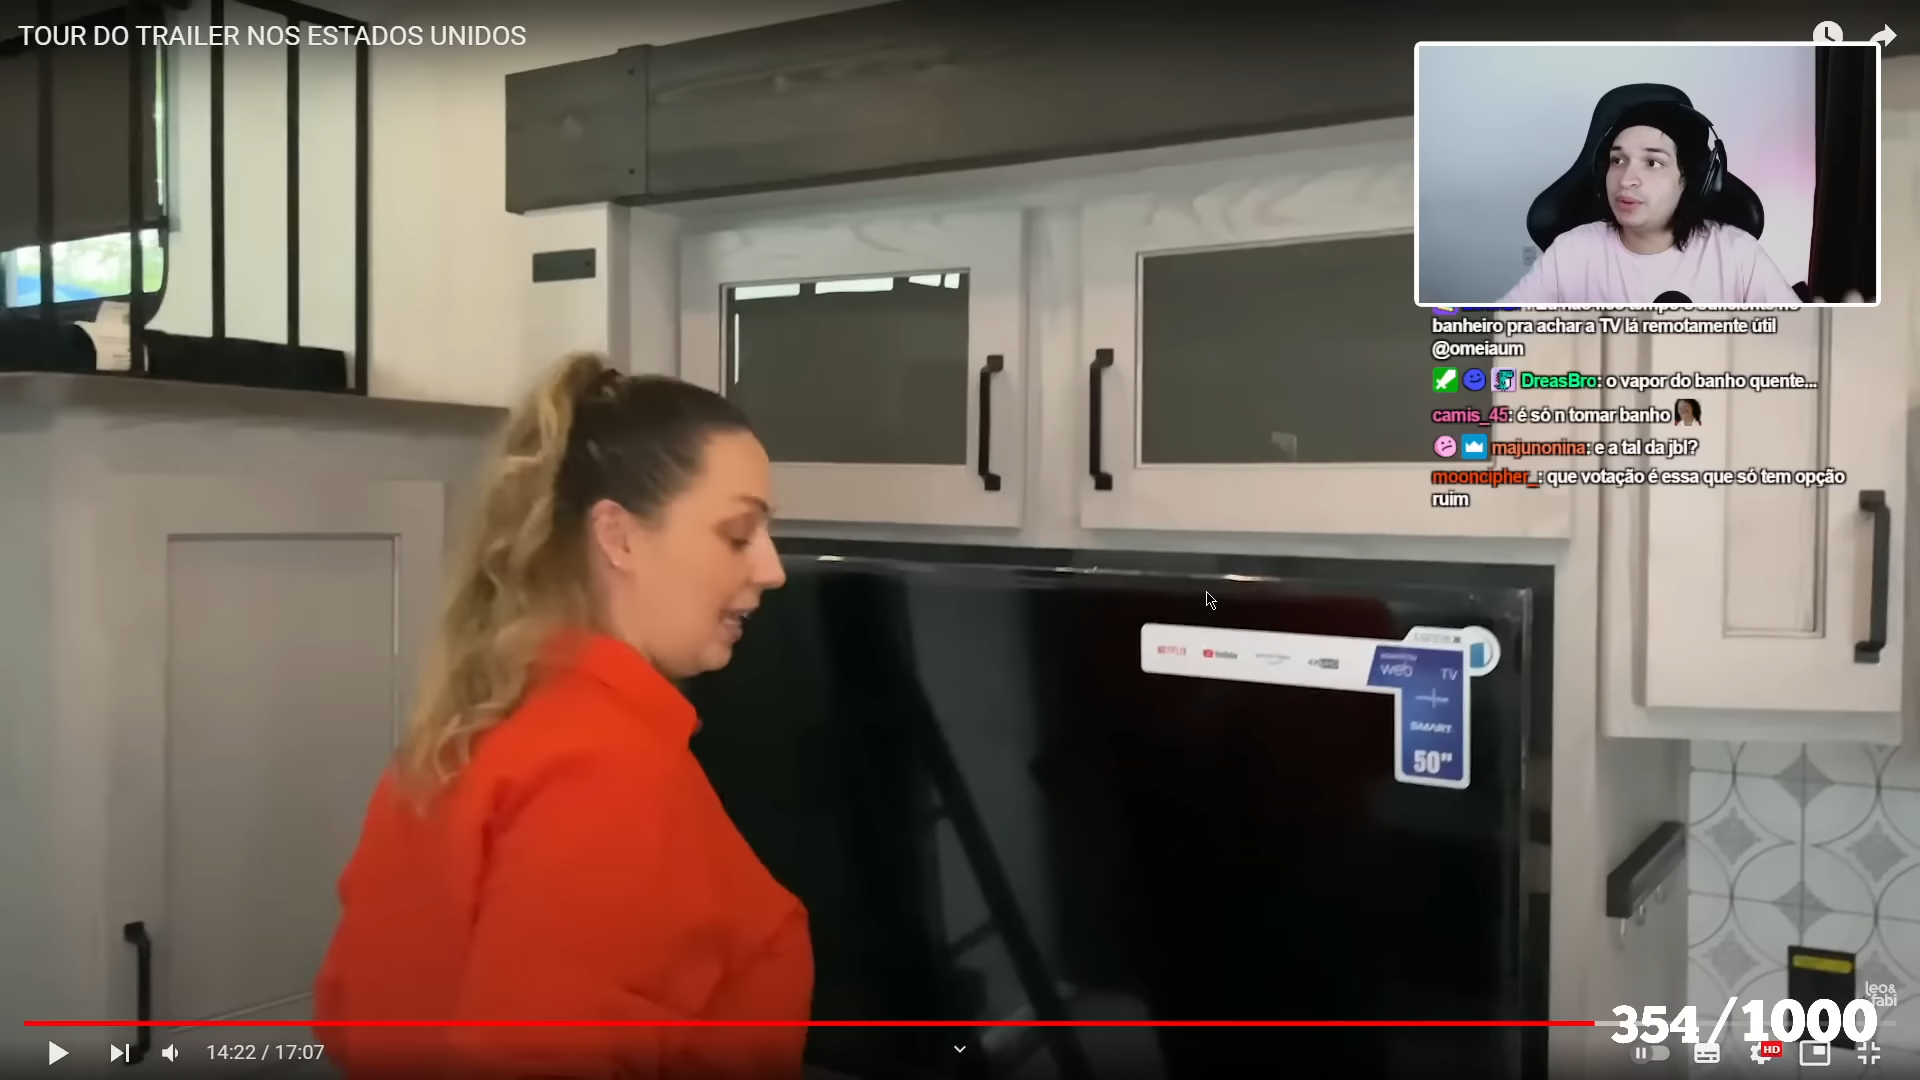 TOUR DO TRAILER NOS ESTADOS UNIDOS
banheiro pra achar a TV lá remotamente útil
@omeiaum
DreasBro: o vapor do banho quente...
camis_45: é só n tomar banho
majunonina: e a tal da jbl?
mooncipher_: que votação é essa que só tem opção
ruim
NETFLIX YouTube
web TV
SMART
50"
leo&
fabi
354/1000
14:22 / 17:07
HD